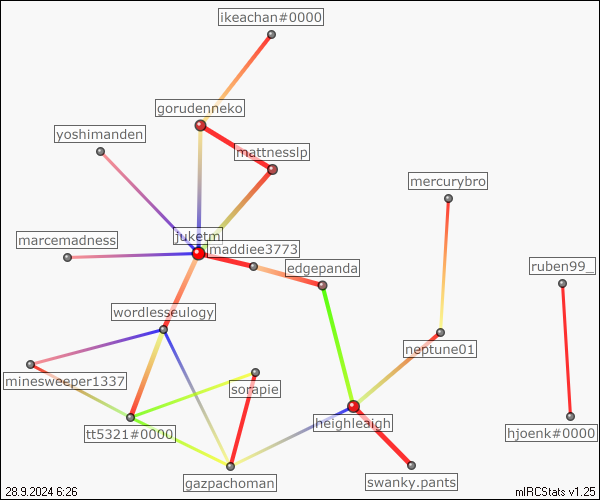 ikeachan#0000
gorudenneko
yoshimanden
mattnesslp
mercurybro
juketm
marcemadness
maddiee3773
edgepanda
ruben99_
wordlesseulogy
neptune01
minesweeper1337
sorapie
heighleaigh
tt5321#0000
hjoenk#0000
gazpachoman
swanky.pants
28.9.2024 6:26
mIRCStats v1.25